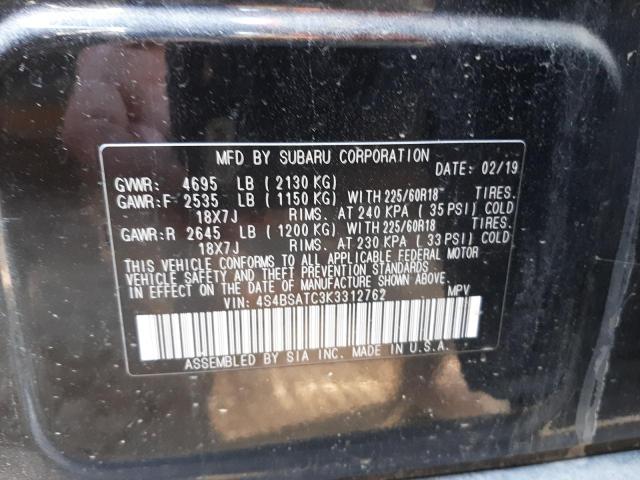 MFD BY SUBARU CORPORATION
DATE: 02/19
GVWR: 4695 LB ( 2130 KG)
GAWR:F 2535 LB ( 1150 KG) WITH 225/60R18 TIRES.
18X7J RIMS. AT 240 KPA ( 35 PSI) COLD
GAWR:R 2645 LB ( 1200 KG) WITH 225/60R18 TIRES.
18X7J RIMS. AT 230 KPA ( 33 PSI) COLD
THIS VEHICLE CONFORMS TO ALL APPLICABLE FEDERAL MOTOR
VEHICLE SAFETY AND THEFT PREVENTION STANDARDS
IN EFFECT ON THE DATE OF MANUFACTURE SHOWN ABOVE.
VIN: 4S4BSATC3K3312762 MPV
ASSEMBLED BY SIA INC. MADE IN U.S.A.